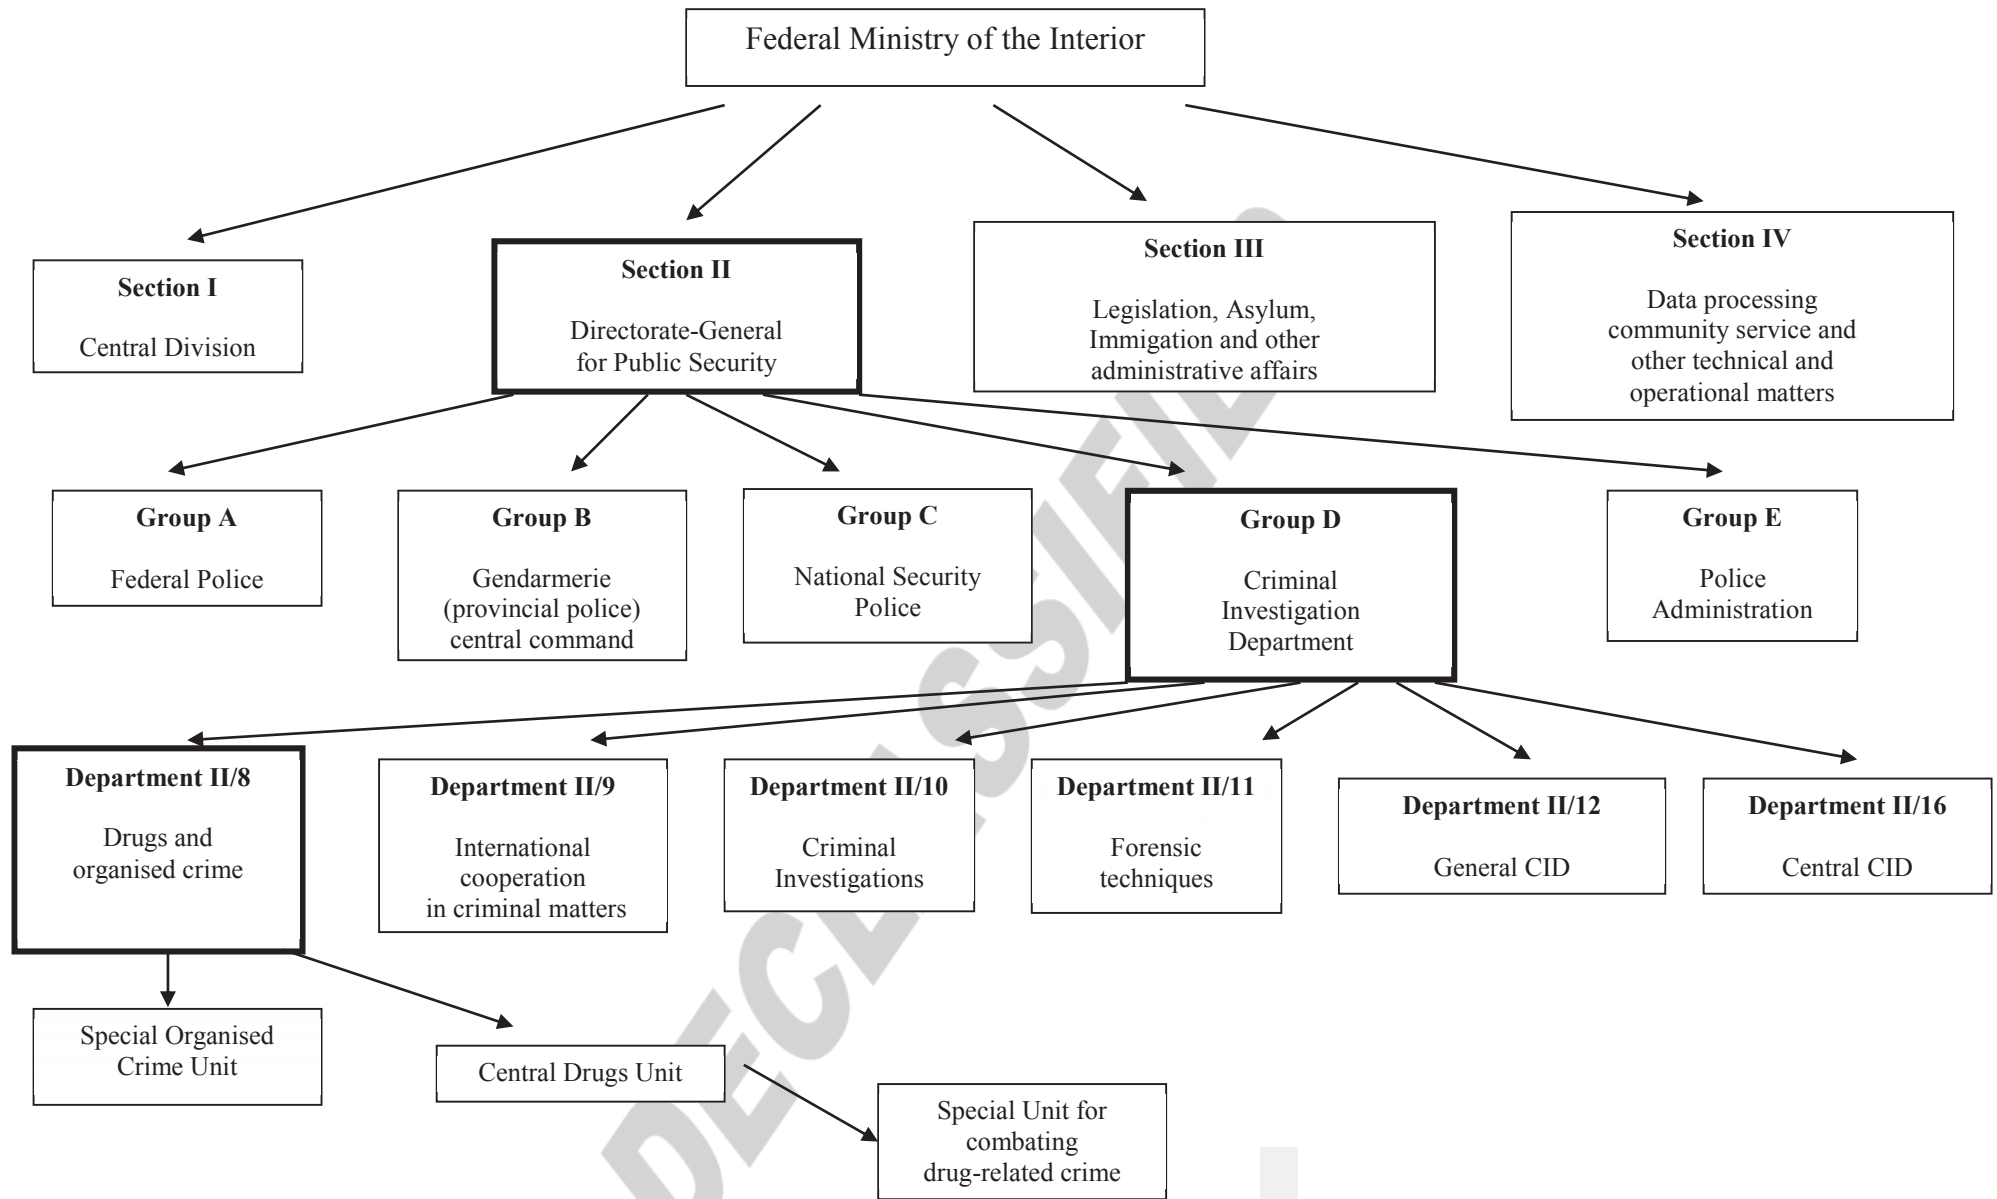 Federal Ministry of the Interior
Section I
Central Division
Section II
Directorate-General
for Public Security
Section III
Legislation, Asylum,
Immigation and other
administrative affairs
Section IV
Data processing
community service and
other technical and
operational matters
Group A
Federal Police
Group B
Gendarmerie
(provincial police)
central command
Group C
National Security
Police
Group D
Criminal
Investigation
Department
Group E
Police
Administration
Department II/8
Drugs and
organised crime
Department II/9
International
cooperation
in criminal matters
Department II/10
Criminal
Investigations
Department II/11
Forensic
techniques
Department II/12
General CID
Department II/16
Central CID
Special Organised
Crime Unit
Central Drugs Unit
Special Unit for
combating
drug-related crime
DECLASSIFIED